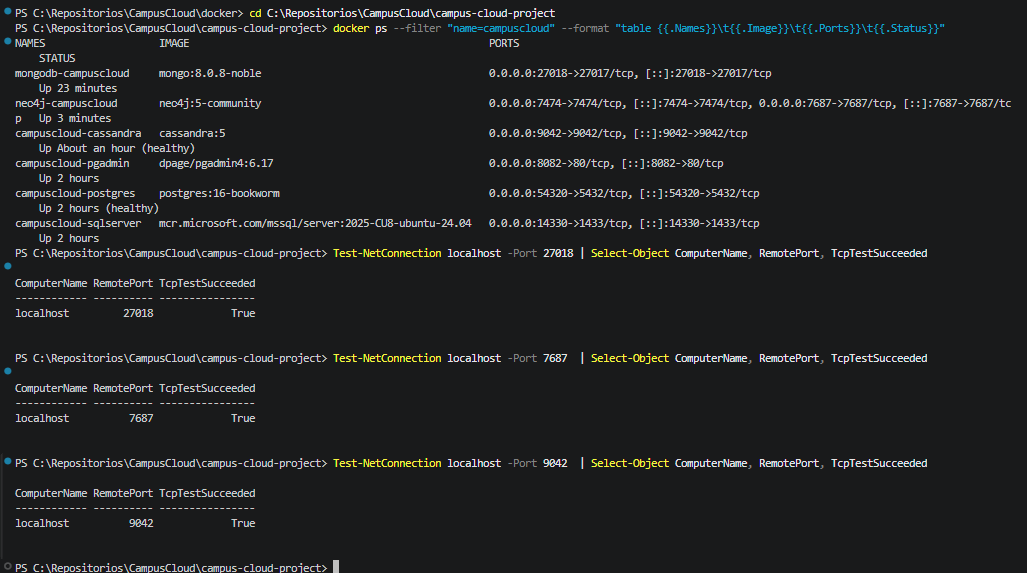 PS C:\Repositorios\CampusCloud\docker> cd C:\Repositorios\CampusCloud\campus-cloud-project
PS C:\Repositorios\CampusCloud\campus-cloud-project> docker ps --filter "name=campuscloud" --format "table {{.Names}}\t{{.Image}}\t{{.Ports}}\t{{.Status}}"
NAMES                 IMAGE                                             PORTS
    STATUS
mongodb-campuscloud   mongo:8.0.8-noble                                 0.0.0.0:27018->27017/tcp, [::]:27018->27017/tcp
    Up 23 minutes
neo4j-campuscloud     neo4j:5-community                                 0.0.0.0:7474->7474/tcp, [::]:7474->7474/tcp, 0.0.0.0:7687->7687/tcp, [::]:7687->7687/tc
p   Up 3 minutes
campuscloud-cassandra   cassandra:5                                     0.0.0.0:9042->9042/tcp, [::]:9042->9042/tcp
    Up About an hour (healthy)
campuscloud-pgadmin   dpage/pgadmin4:6.17                               0.0.0.0:8082->80/tcp, [::]:8082->80/tcp
    Up 2 hours
campuscloud-postgres   postgres:16-bookworm                             0.0.0.0:54320->5432/tcp, [::]:54320->5432/tcp
    Up 2 hours (healthy)
campuscloud-sqlserver   mcr.microsoft.com/mssql/server:2025-CU8-ubuntu-24.04   0.0.0.0:14330->1433/tcp, [::]:14330->1433/tcp
    Up 2 hours
PS C:\Repositorios\CampusCloud\campus-cloud-project> Test-NetConnection localhost -Port 27018 | Select-Object ComputerName, RemotePort, TcpTestSucceeded
ComputerName RemotePort TcpTestSucceeded
------------ ---------- ----------------
localhost         27018             True
PS C:\Repositorios\CampusCloud\campus-cloud-project> Test-NetConnection localhost -Port 7687  | Select-Object ComputerName, RemotePort, TcpTestSucceeded
ComputerName RemotePort TcpTestSucceeded
------------ ---------- ----------------
localhost          7687             True
PS C:\Repositorios\CampusCloud\campus-cloud-project> Test-NetConnection localhost -Port 9042  | Select-Object ComputerName, RemotePort, TcpTestSucceeded
ComputerName RemotePort TcpTestSucceeded
------------ ---------- ----------------
localhost          9042             True
PS C:\Repositorios\CampusCloud\campus-cloud-project>